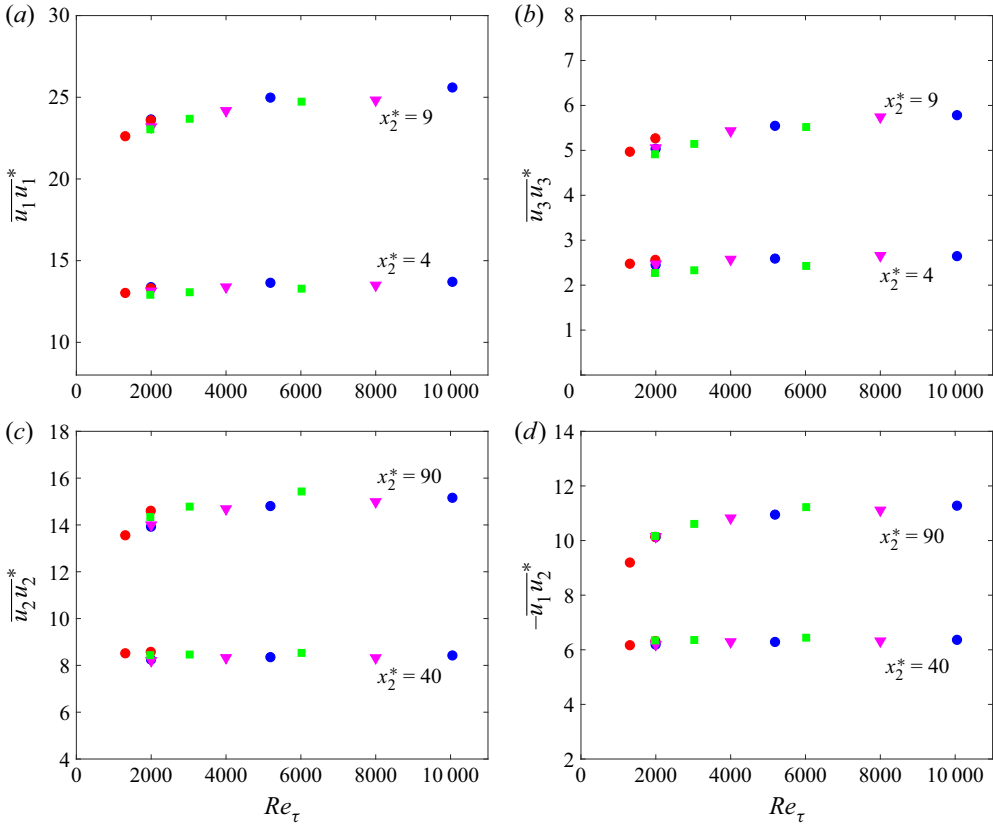 (a)
30
25
20
15
10
0 2000 4000 6000 8000 10 000
u₁u₁*
x₂* = 9
x₂* = 4
(b)
8
7
6
5
4
3
2
1
0 2000 4000 6000 8000 10 000
u₃u₃*
x₂* = 9
x₂* = 4
(c)
18
16
14
12
10
8
6
4
0 2000 4000 6000 8000 10 000
u₂u₂*
x₂* = 90
x₂* = 40
Re_τ
(d)
14
12
10
8
6
4
2
0 2000 4000 6000 8000 10 000
−u₁u₂*
x₂* = 90
x₂* = 40
Re_τ